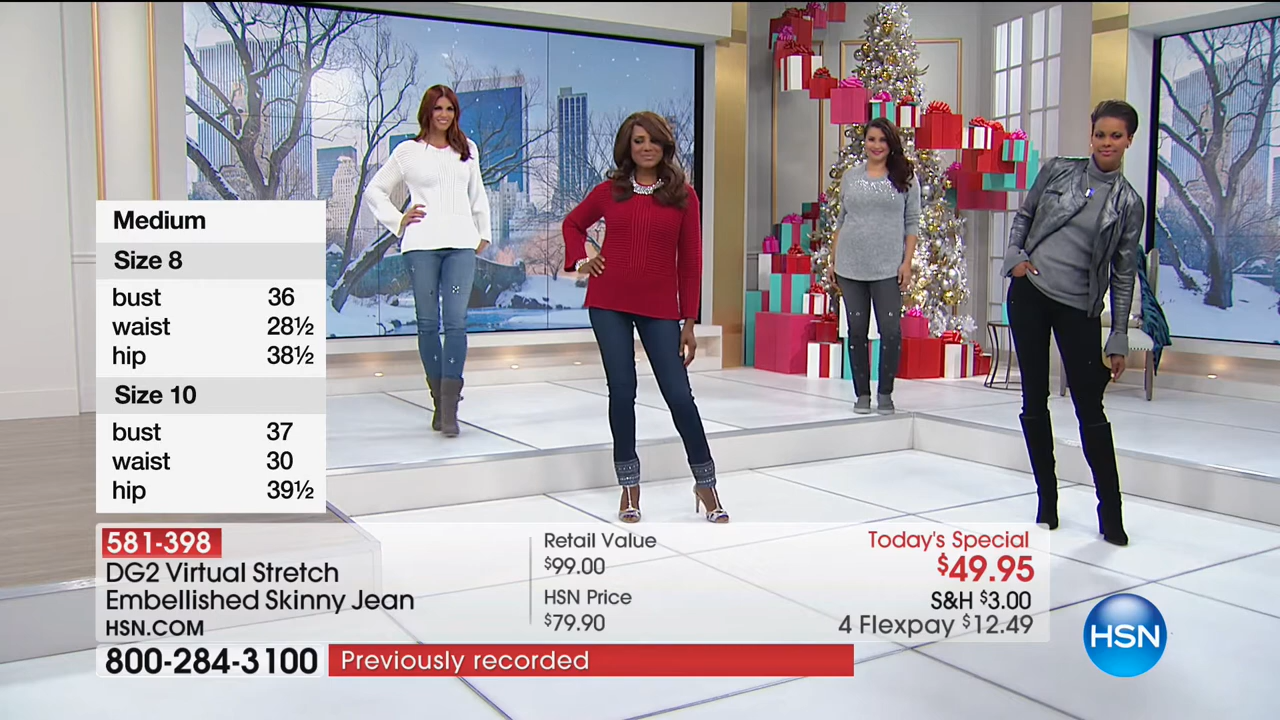 Medium
Size 8
bust 36
waist 28½
hip 38½
Size 10
bust 37
waist 30
hip 39½
581-398
DG2 Virtual Stretch
Embellished Skinny Jean
HSN.COM
800-284-3100
Retail Value
$99.00
HSN Price
$79.90
Today's Special
$49.95
S&H $3.00
4 Flexpay $12.49
Previously recorded
HSN